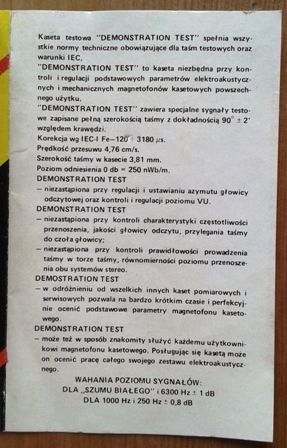 Kaseta testowa "DEMONSTRATION TEST" spełnia wszy-
stkie normy techniczne obowiązujące dla taśm testowych oraz
warunki IEC.
"DEMONSTRATION TEST" to kaseta niezbędna przy kon-
troli i regulacji podstawowych parametrów elektroakustycz-
nych i mechanicznych magnetofonów kasetowych powszech-
nego użytku.
"DEMONSTRATION TEST" zawiera specjalne sygnały testo-
we zapisane pełną szerokością taśmy z dokładnością 90° ± 2'
względem krawędzi.
Korekcja wg IEC-I Fe—120 + 3180 μs.
Prędkość przesuwu 4,76 cm/s.
Szerokość taśmy w kasecie 3,81 mm.
Poziom odniesienia 0 db = 250 nWb/m.
DEMONSTRATION TEST
— niezastąpiona przy regulacji i ustawianiu azymutu głowicy
odczytowej oraz kontroli i regulacji poziomu VU.
DEMONSTRATION TEST
— niezastąpiona przy kontroli charakterystyki częstotliwości
przenoszenia, jakości głowicy odczytu, przylegania taśmy
do czoła głowicy;
— niezastąpiona przy kontroli prawidłowości prowadzenia
taśmy w torze taśmy, równomierności poziomu przenosze-
nia obu systemów stereo.
DEMOSTRATION TEST
— w odróżnieniu od wszelkich innych kaset pomiarowych i
serwisowych pozwala na bardzo krótkim czasie i perfekcyj-
nie ocenić podstawowe parametry magnetofonu kaseto-
wego.
DEMONSTRATION TEST
— może też w sposób znakomity służyć każdemu użytkowni-
kowi magnetofonu kasetowego. Posługując się kasetą może
on ocenić pracę całego swojego zestawu elektroakustycz-
nego.
WAHANIA POZIOMU SYGNAŁÓW:
DLA „SZUMU BIAŁEGO" i 6300 Hz ± 1 dB
DLA 1000 Hz i 250 Hz ± 0,8 dB